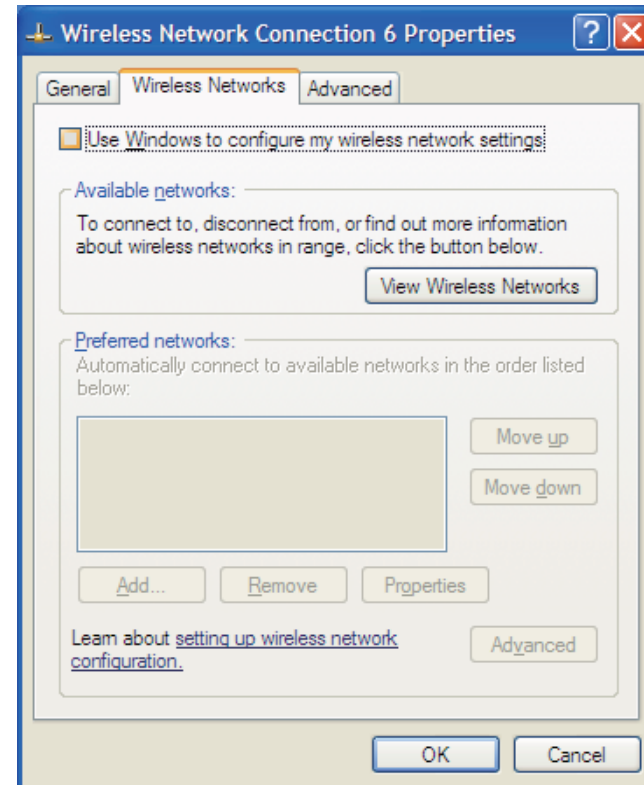 Wireless Network Connection 6 Properties
General Wireless Networks Advanced
Use Windows to configure my wireless network settings
Available networks:
To connect to, disconnect from, or find out more information
about wireless networks in range, click the button below.
View Wireless Networks
Preferred networks:
Automatically connect to available networks in the order listed
below:
Move up
Move down
Add... Remove Properties
Learn about setting up wireless network
configuration.
Advanced
OK Cancel